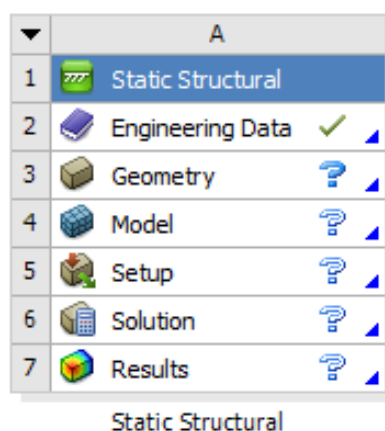 A
1 Static Structural
2 Engineering Data
3 Geometry
4 Model
5 Setup
6 Solution
7 Results
Static Structural